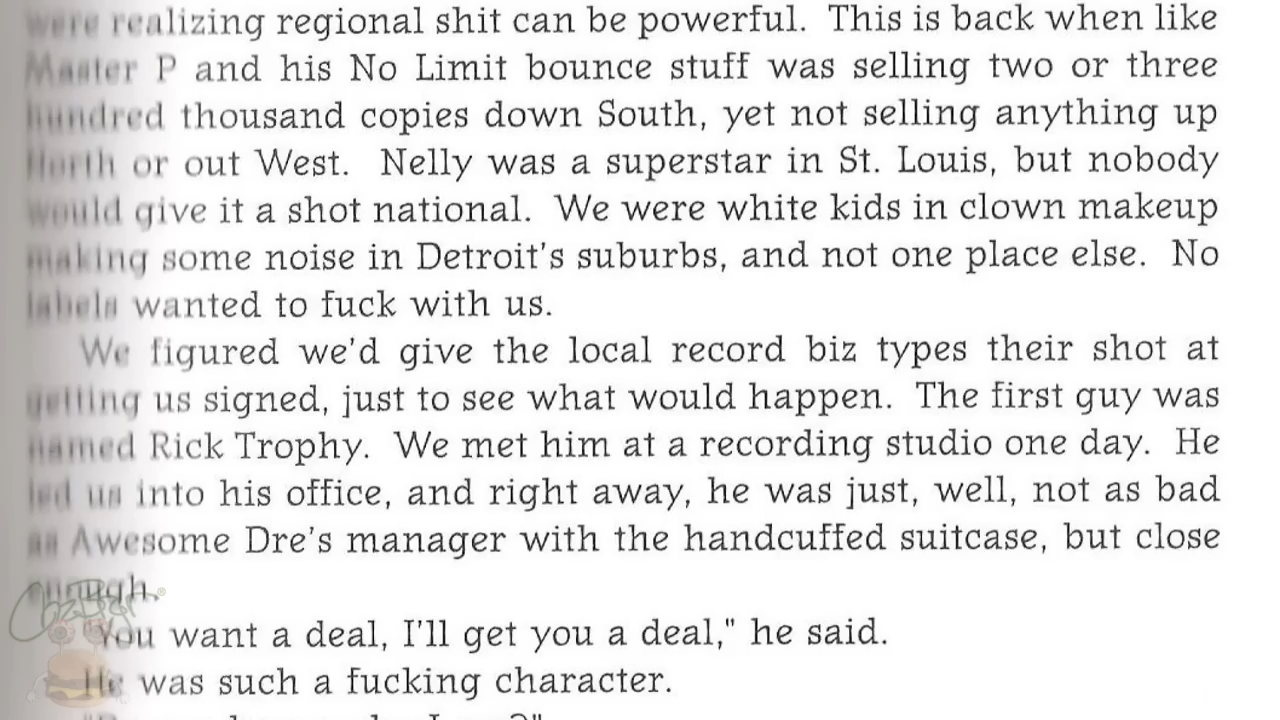 were realizing regional shit can be powerful. This is back when like
Master P and his No Limit bounce stuff was selling two or three
hundred thousand copies down South, yet not selling anything up
North or out West. Nelly was a superstar in St. Louis, but nobody
would give it a shot national. We were white kids in clown makeup
making some noise in Detroit's suburbs, and not one place else. No
labels wanted to fuck with us.
We figured we'd give the local record biz types their shot at
getting us signed, just to see what would happen. The first guy was
named Rick Trophy. We met him at a recording studio one day. He
led us into his office, and right away, he was just, well, not as bad
as Awesome Dre's manager with the handcuffed suitcase, but close
enough.
"You want a deal, I'll get you a deal," he said.
He was such a fucking character.